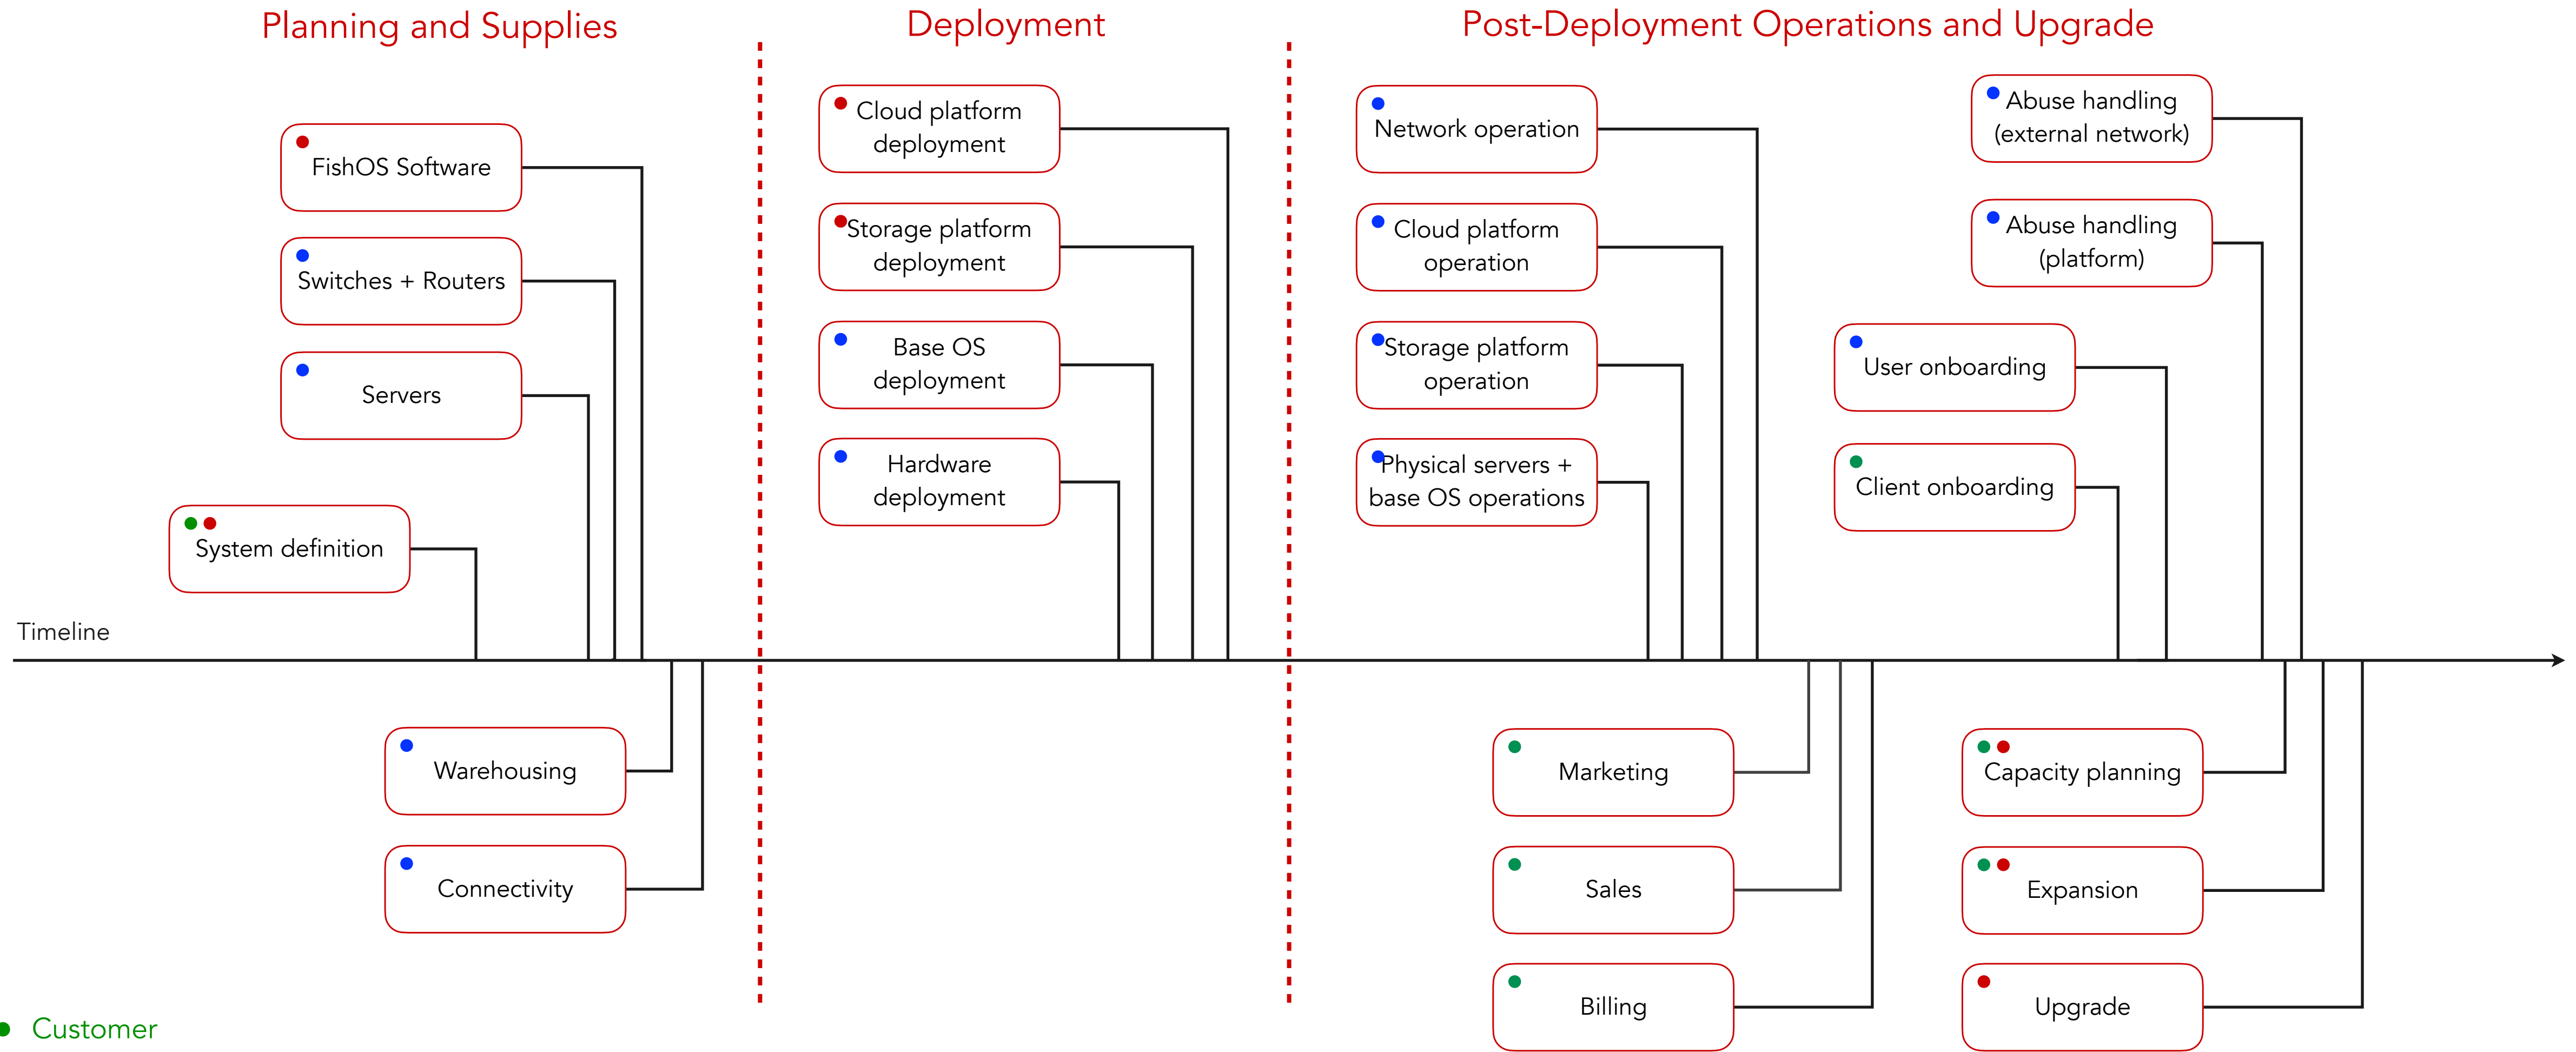 Planning and Supplies
Deployment
Post-Deployment Operations and Upgrade
FishOS Software
Switches + Routers
Servers
System definition
Timeline
Warehousing
Connectivity
Customer
Cloud platform
deployment
Storage platform
deployment
Base OS
deployment
Hardware
deployment
Network operation
Cloud platform
operation
Storage platform
operation
Physical servers +
base OS operations
Abuse handling
(external network)
Abuse handling
(platform)
User onboarding
Client onboarding
Marketing
Sales
Billing
Capacity planning
Expansion
Upgrade